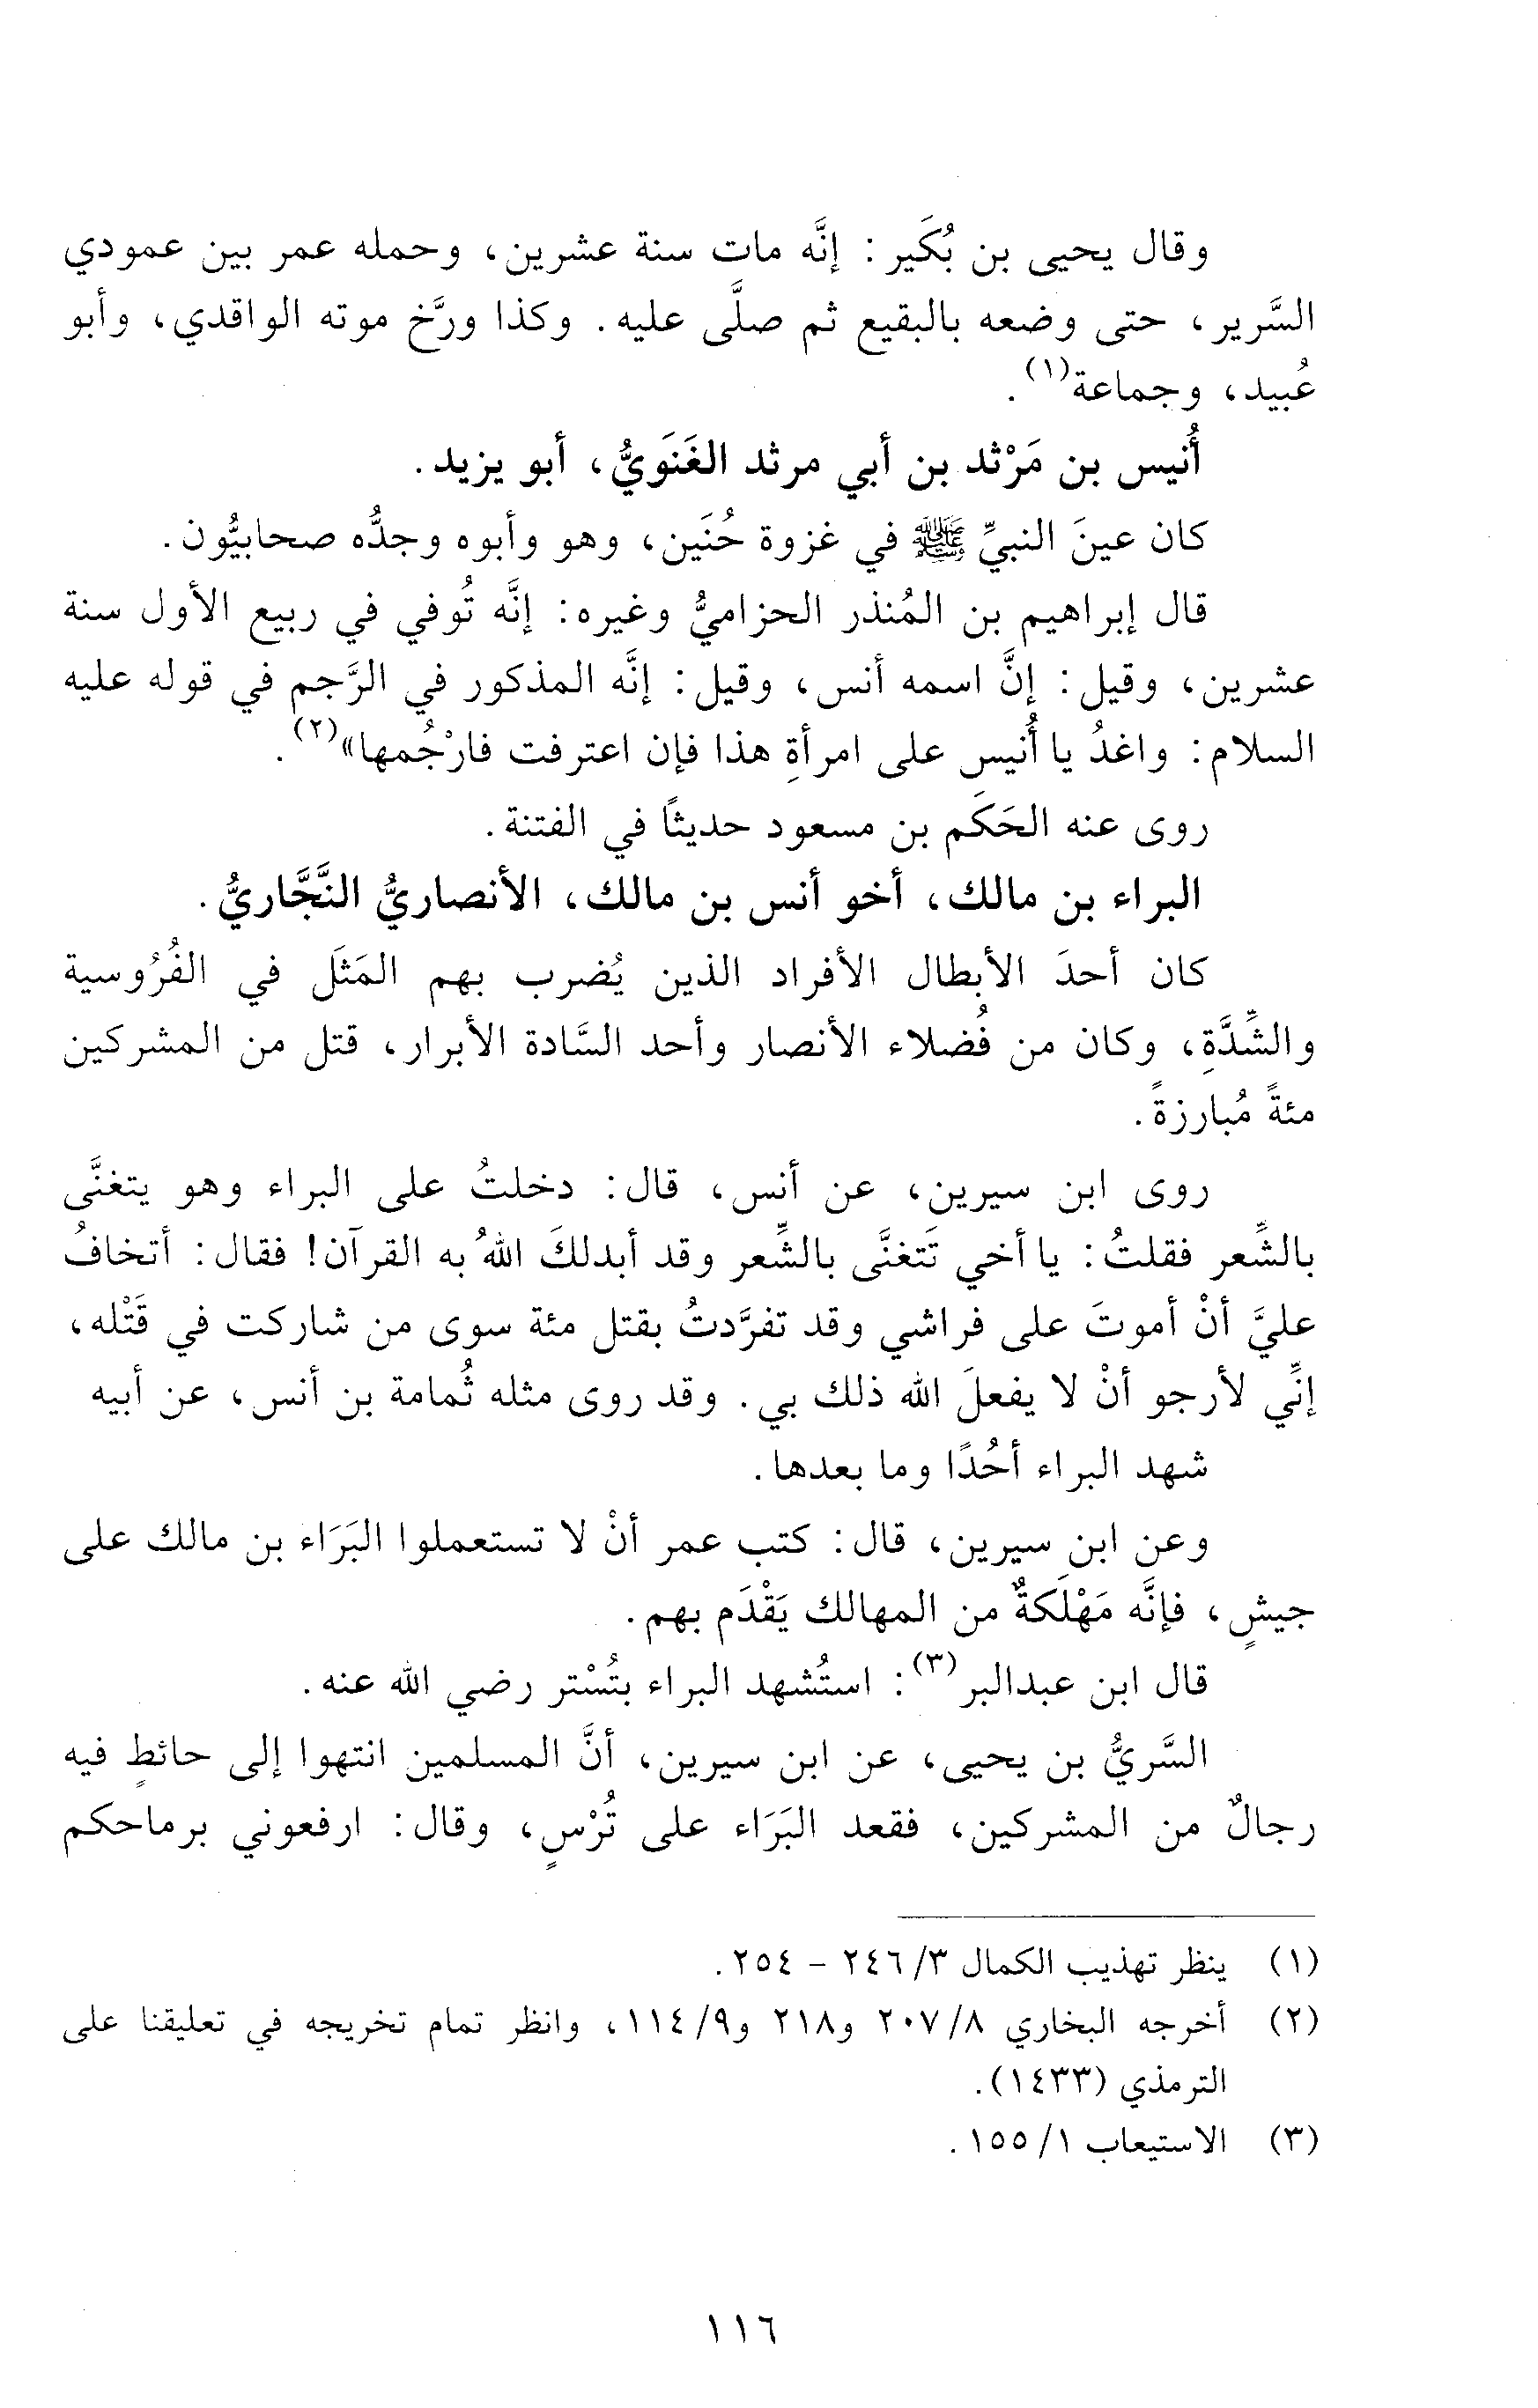 وقال يحيى بن بُكَير : إنَّه مات سنة عشرين، وحمله عمر بين عمودي
السَّرير، حتى وضعه بالبقيع ثم صلَّى عليه. وكذا ورَّخ موته الواقدي، وأبو
عُبيد، وجماعة(١).
أُنيس بن مَرْثد بن أبي مرثد الغَنَويُّ، أبو يزيد.
كان عينَ النبيِّ ﷺ في غزوة حُنَين، وهو وأبوه وجدُّه صحابيُّون.
قال إبراهيم بن المُنذر الحزاميُّ وغيره: إنَّه تُوفي في ربيع الأول سنة
عشرين، وقيل: إنَّ اسمه أنس، وقيل: إنَّه المذكور في الرَّجم في قوله عليه
السلام: واغدُ يا أُنيس على امرأةِ هذا فإن اعترفت فارْجُمها»(٢).
روى عنه الحَكَم بن مسعود حديثاً في الفتنة.
البراء بن مالك، أخو أنس بن مالك، الأنصاريُّ النَّجَّاريُّ.
كان أحدَ الأبطال الأفراد الذين يُضرب بهم المَثَل في الفُرُوسية
والشِّدَّةِ، وكان من فُضلاء الأنصار وأحد السَّادة الأبرار، قتل من المشركين
مئةً مُبارزةً.
روى ابن سيرين، عن أنس، قال: دخلتُ على البراء وهو يتغنَّى
بالشِّعر فقلتُ: يا أخي تَتغنَّى بالشِّعر وقد أبدلكَ اللهُ به القرآن! فقال: أتخافُ
عليَّ أنْ أموتَ على فراشي وقد تفرَّدتُ بقتل مئة سوى من شاركت في قَتْله،
إنِّي لأرجو أنْ لا يفعلَ الله ذلك بي. وقد روى مثله ثُمامة بن أنس، عن أبيه
شهد البراء أُحُدًا وما بعدها.
وعن ابن سيرين، قال: كتب عمر أنْ لا تستعملوا البَرَاء بن مالك على
جيشٍ، فإنَّه مَهْلَكةٌ من المهالك يَقْدَم بهم.
قال ابن عبدالبر(٣): استُشهد البراء بتُسْتر رضي الله عنه.
السَّريُّ بن يحيى، عن ابن سيرين، أنَّ المسلمين انتهوا إلى حائطٍ فيه
رجالٌ من المشركين، فقعد البَرَاء على تُرْسٍ، وقال: ارفعوني برماحكم
(١) ينظر تهذيب الكمال ٣/ ٢٤٦ - ٢٥٤.
(٢) أخرجه البخاري ٨/ ٢٠٧ و٢١٨ و٩/ ١١٤، وانظر تمام تخريجه في تعليقنا على
الترمذي (١٤٣٣).
(٣) الاستيعاب ١/ ١٥٥.
١١٦